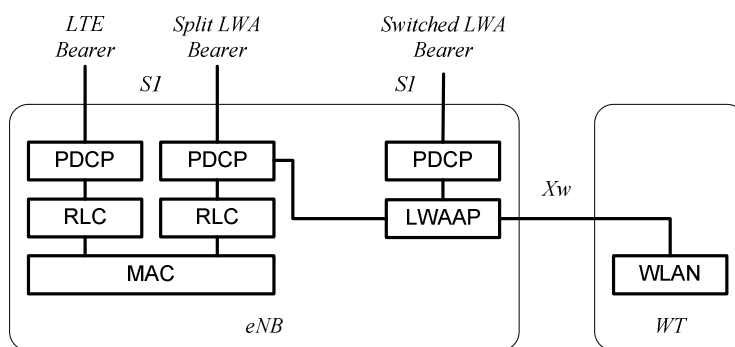 LTE Bearer
Split LWA Bearer
Switched LWA Bearer
S1
S1
PDCP
PDCP
PDCP
Xw
RLC
RLC
LWAAP
MAC
WLAN
eNB
WT